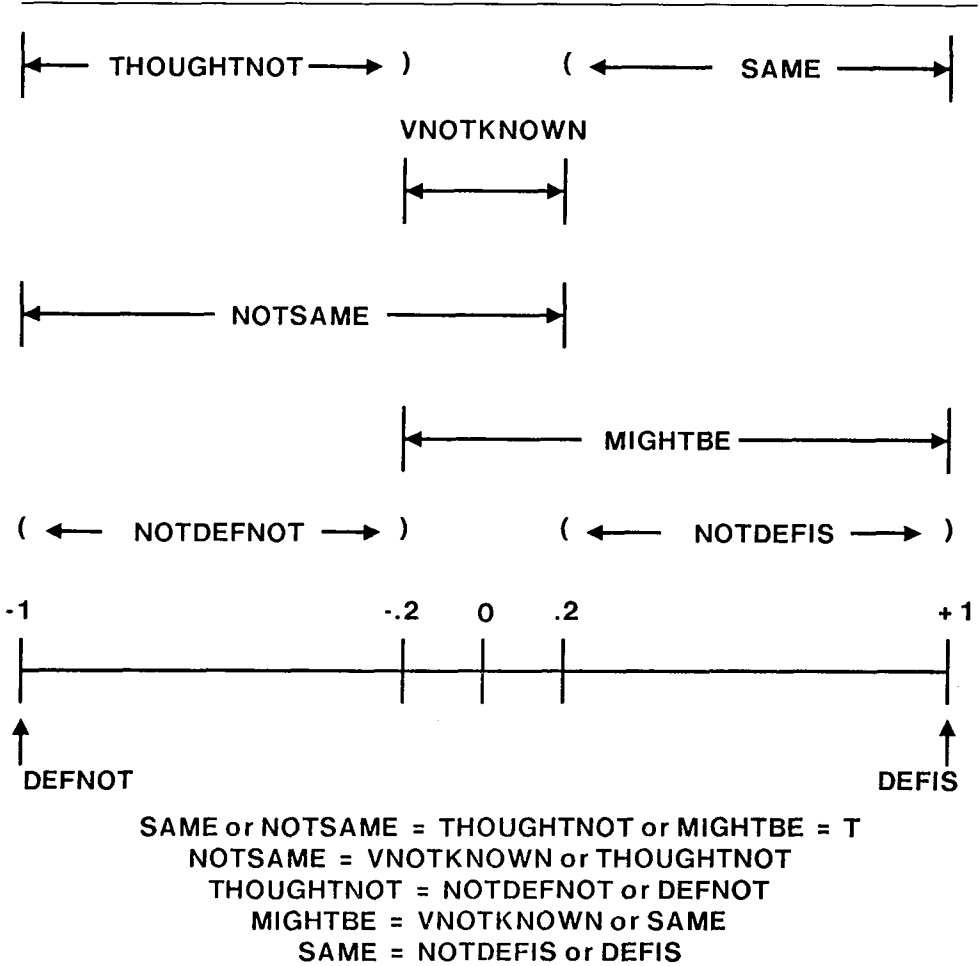 THOUGHTNOT ) ( SAME
VNOTKNOWN
NOTSAME
MIGHTBE
( NOTDEFNOT ) ( NOTDEFIS )
-1 -.2 0 .2 +1
DEFNOT DEFIS
SAME or NOTSAME = THOUGHTNOT or MIGHTBE = T
NOTSAME = VNOTKNOWN or THOUGHTNOT
THOUGHTNOT = NOTDEFNOT or DEFNOT
MIGHTBE = VNOTKNOWN or SAME
SAME = NOTDEFIS or DEFIS